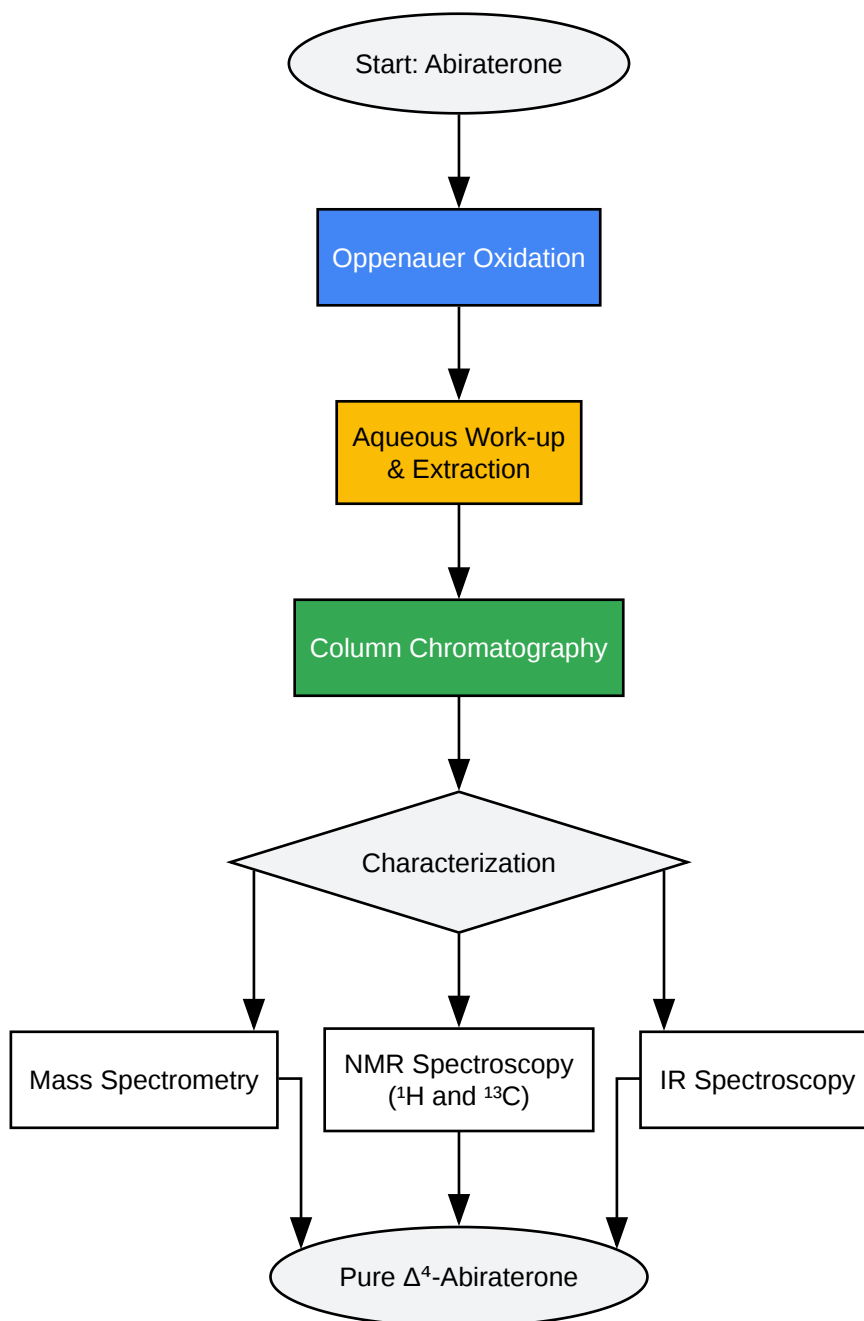 Start: Abiraterone
Oppenauer Oxidation
Aqueous Work-up
& Extraction
Column Chromatography
Characterization
Mass Spectrometry
NMR Spectroscopy
(¹H and ¹³C)
IR Spectroscopy
Pure Δ⁴-Abiraterone